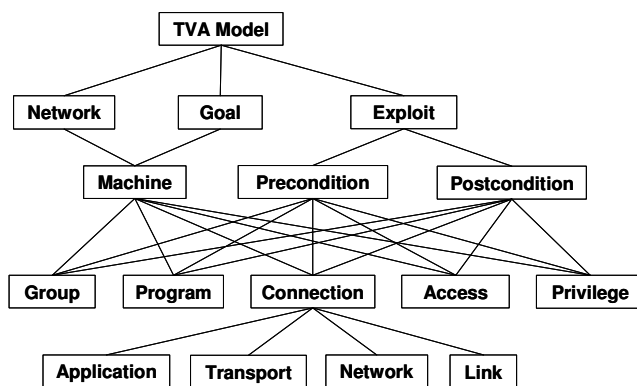 TVA Model
Network Goal Exploit
Machine Precondition Postcondition
Group Program Connection Access Privilege
Application Transport Network Link